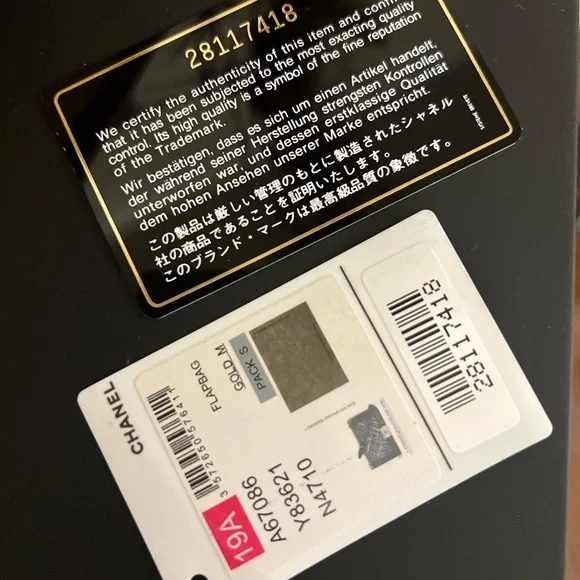 28117418
We certify the authenticity of this item and confirm
that it has been subjected to the most exacting quality
control. Its high quality is a symbol of the fine reputation
of the Trademark.
Wir bestätigen, dass es sich um einen Artikel handelt,
der während seiner Herstellung strengsten Kontrollen
unterworfen war, und dessen erstklassige Qualität
dem hohen Ansehen unserer Marke entspricht.
この製品は厳しい管理のもとに製造されたシャネル
社の商品であることを証明いたします。
このブランド・マークは最高級品質の象徴です。
CHANEL
3572650576411
FLAPBAG
GOLD M
PACK S
19A
A67086
Y83621
N4710
28117418